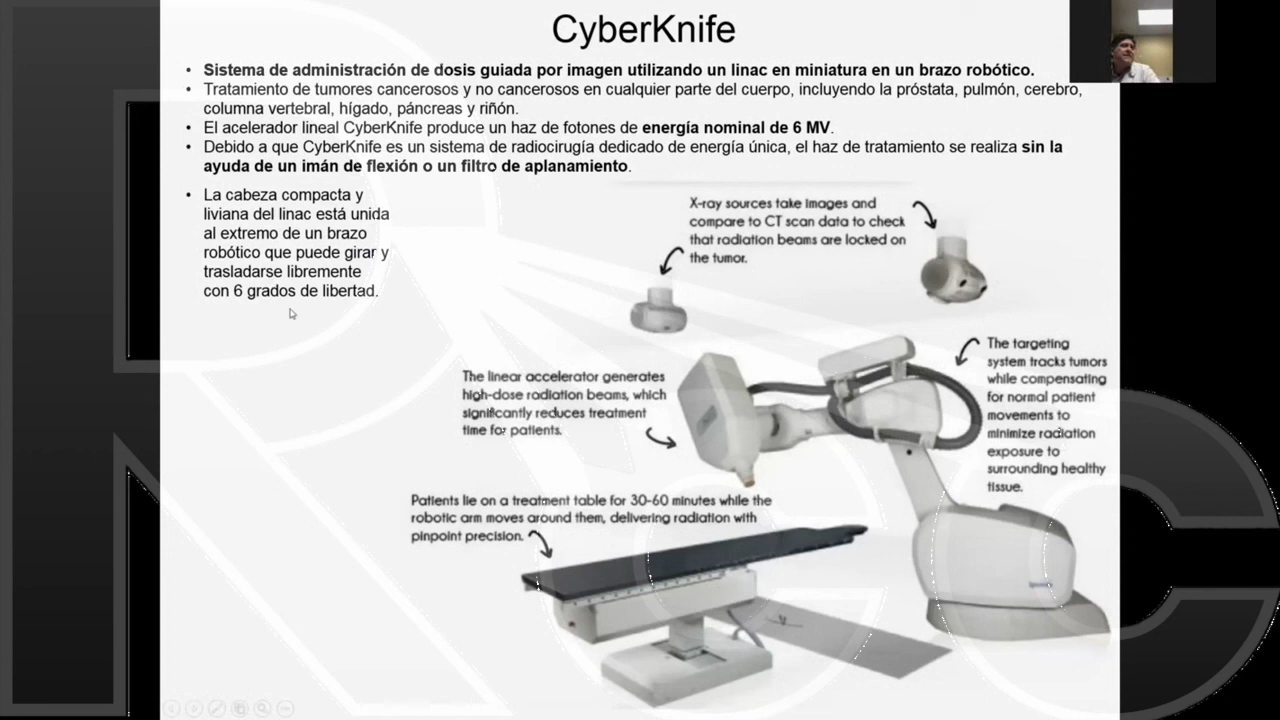 CyberKnife
• Sistema de administración de dosis guiada por imagen utilizando un linac en miniatura en un brazo robótico.
• Tratamiento de tumores cancerosos y no cancerosos en cualquier parte del cuerpo, incluyendo la próstata, pulmón, cerebro,
columna vertebral, hígado, páncreas y riñón.
• El acelerador lineal CyberKnife produce un haz de fotones de energía nominal de 6 MV.
• Debido a que CyberKnife es un sistema de radiocirugía dedicado de energía única, el haz de tratamiento se realiza sin la
ayuda de un imán de flexión o un filtro de aplanamiento.
• La cabeza compacta y
liviana del linac está unida
al extremo de un brazo
robótico que puede girar y
trasladarse libremente
con 6 grados de libertad.
X-ray sources take images and
compare to CT scan data to check
that radiation beams are locked on
the tumor.
The targeting
system tracks tumors
while compensating
for normal patient
movements to
minimize radiation
exposure to
surrounding healthy
tissue.
The linear accelerator generates
high-dose radiation beams, which
significantly reduces treatment
time for patients.
Patients lie on a treatment table for 30-60 minutes while the
robotic arm moves around them, delivering radiation with
pinpoint precision.